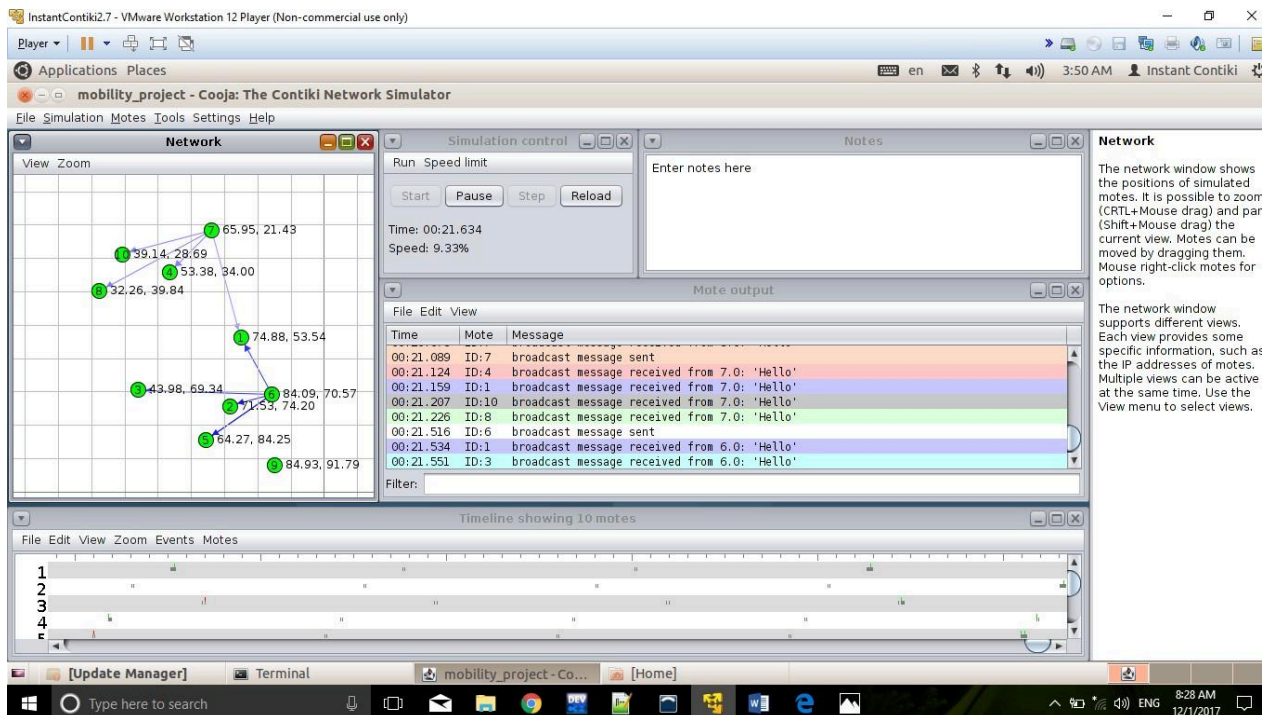 InstantContiki2.7 - VMware Workstation 12 Player (Non-commercial use only)
Player
Applications Places
en
3:50 AM
Instant Contiki
mobility_project - Cooja: The Contiki Network Simulator
File Simulation Motes Tools Settings Help
Network
View Zoom
7 65.95, 21.43
10 39.14, 28.69
4 53.38, 34.00
8 32.26, 39.84
1 74.88, 53.54
3 43.98, 69.34
6 84.09, 70.57
2 71.53, 74.20
5 64.27, 84.25
9 84.93, 91.79
Simulation control
Run Speed limit
Start Pause Step Reload
Time: 00:21.634
Speed: 9.33%
Notes
Enter notes here
Mote output
File Edit View
Time Mote Message
00:21.089 ID:7 broadcast message sent
00:21.124 ID:4 broadcast message received from 7.0: 'Hello'
00:21.159 ID:1 broadcast message received from 7.0: 'Hello'
00:21.207 ID:10 broadcast message received from 7.0: 'Hello'
00:21.226 ID:8 broadcast message received from 7.0: 'Hello'
00:21.516 ID:6 broadcast message sent
00:21.534 ID:1 broadcast message received from 6.0: 'Hello'
00:21.551 ID:3 broadcast message received from 6.0: 'Hello'
Filter:
Network
The network window shows
the positions of simulated
motes. It is possible to zoom
(CRTL+Mouse drag) and pan
(Shift+Mouse drag) the
current view. Motes can be
moved by dragging them.
Mouse right-click motes for
options.
The network window
supports different views.
Each view provides some
specific information, such as
the IP addresses of motes.
Multiple views can be active
at the same time. Use the
View menu to select views.
Timeline showing 10 motes
File Edit View Zoom Events Motes
1
2
3
4
5
[Update Manager]
Terminal
mobility_project - Co...
[Home]
Type here to search
DEV
ENG
8:28 AM
12/1/2017